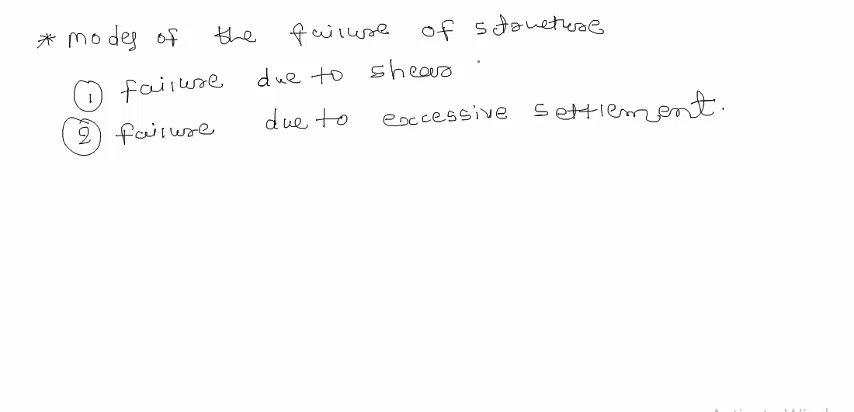 * modes of the failure of structure
① failure due to shear
② failure due to excessive settlement.